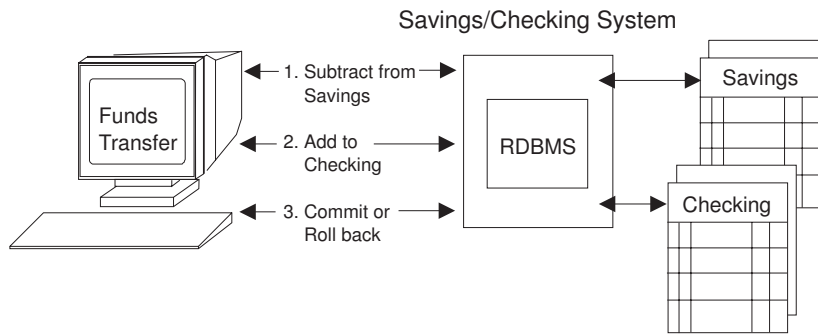 Savings/Checking System
Funds
Transfer
1. Subtract from
Savings
2. Add to
Checking
3. Commit or
Roll back
RDBMS
Savings
Checking